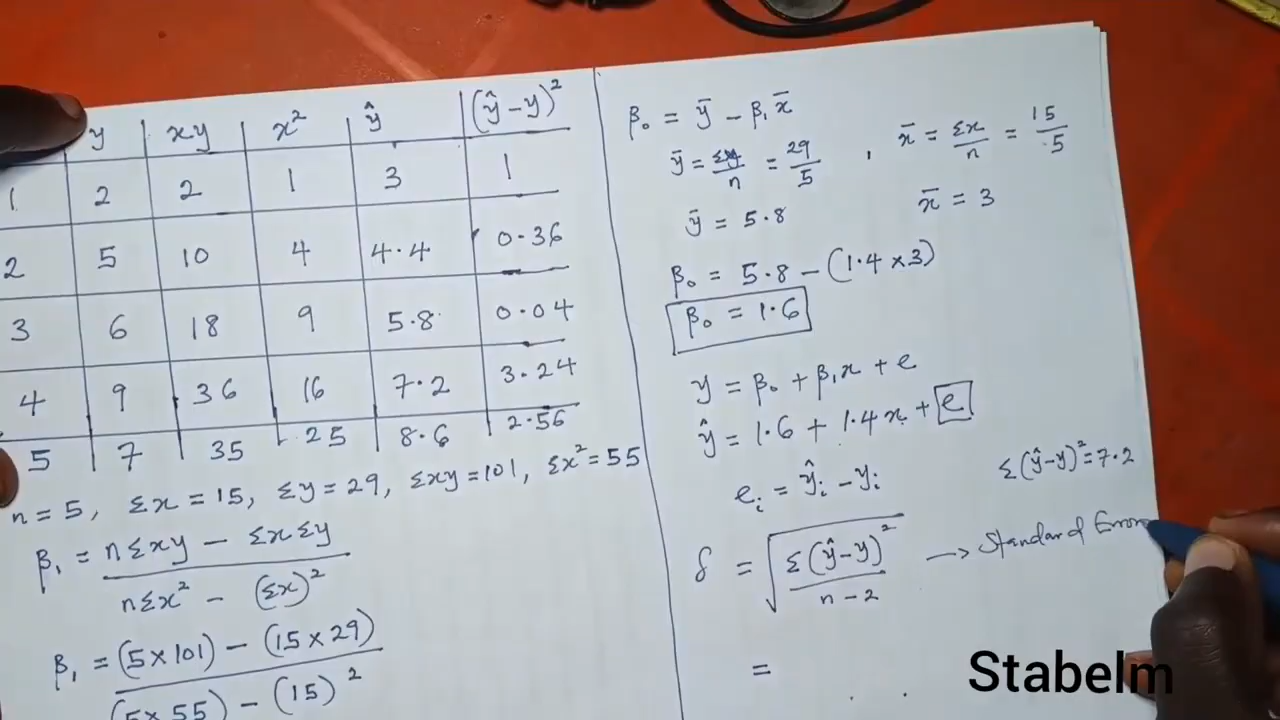 y xy x² ŷ (ŷ-y)²
1 2 2 1 3 1
2 5 10 4 4.4 0.36
3 6 18 9 5.8 0.04
4 9 36 16 7.2 3.24
5 7 35 25 8.6 2.56
n = 5, Σx = 15, Σy = 29, Σxy = 101, Σx² = 55
β₁ = nΣxy - ΣxΣy
nΣx² - (Σx)²
β₁ = (5×101) - (15×29)
(5×55) - (15)²
β₀ = ȳ - β₁x̄
ȳ = Σy/n = 29/5 , x̄ = Σx/n = 15/5
ȳ = 5.8 x̄ = 3
β₀ = 5.8 - (1.4×3)
β₀ = 1.6
y = β₀ + β₁x + e
ŷ = 1.6 + 1.4x + e
eᵢ = ŷᵢ - yᵢ Σ(ŷ-y)² = 7.2
δ = √Σ(ŷ-y)²/n-2 → Standard Error
=
Stabelm